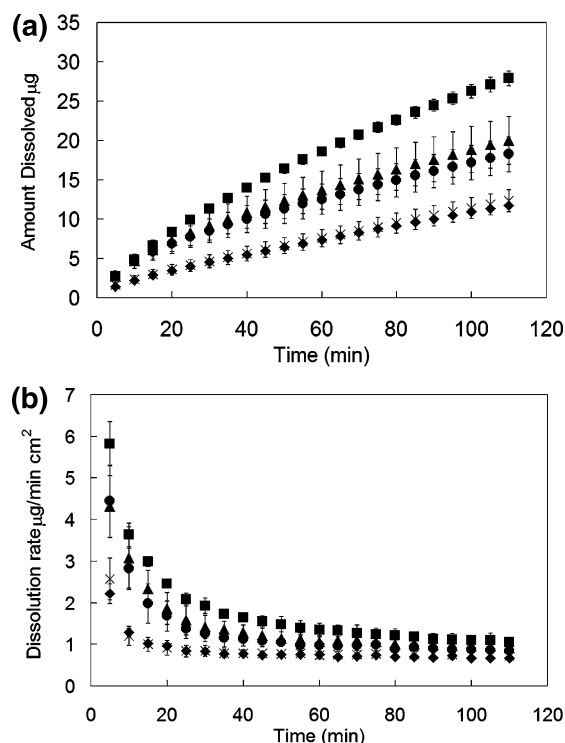 (a)
35
30
25
20
15
10
5
0
Amount Dissolved µg
0 20 40 60 80 100 120
Time (min)
(b)
7
6
5
4
3
2
1
0
Dissolution rate µg/min cm²
0 20 40 60 80 100 120
Time (min)